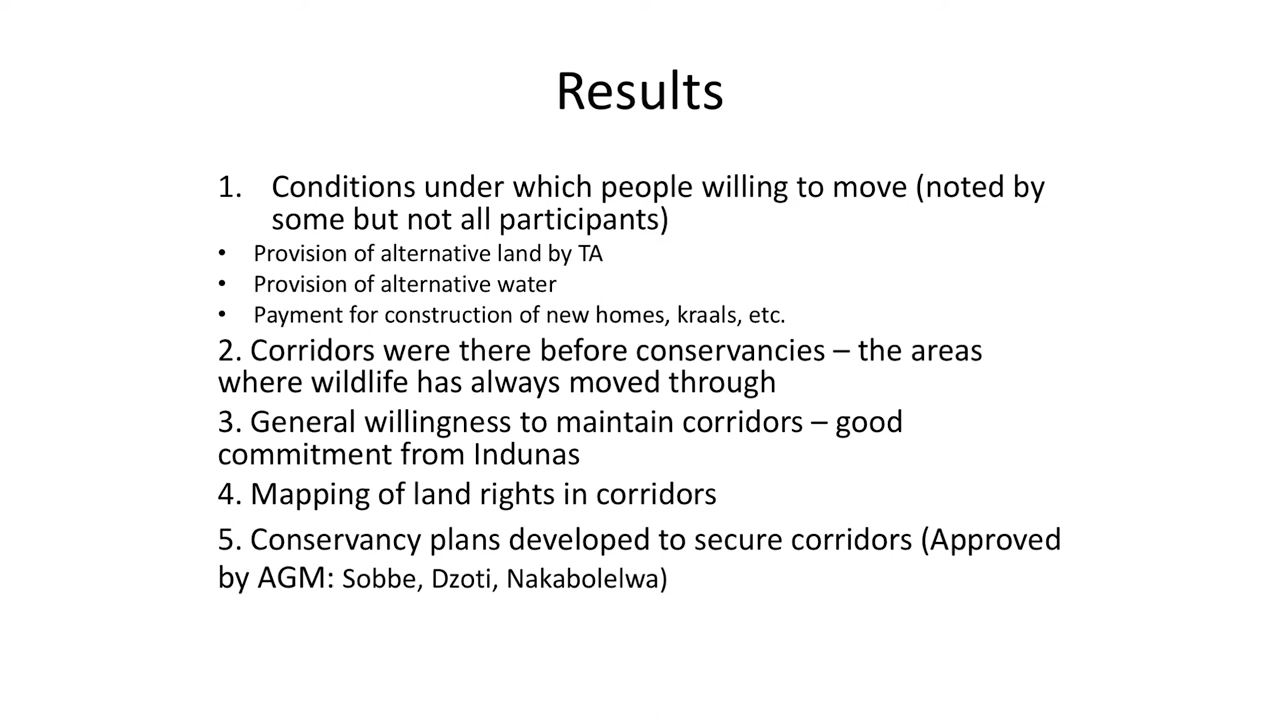 Results
1. Conditions under which people willing to move (noted by
some but not all participants)
• Provision of alternative land by TA
• Provision of alternative water
• Payment for construction of new homes, kraals, etc.
2. Corridors were there before conservancies – the areas
where wildlife has always moved through
3. General willingness to maintain corridors – good
commitment from Indunas
4. Mapping of land rights in corridors
5. Conservancy plans developed to secure corridors (Approved
by AGM: Sobbe, Dzoti, Nakabolelwa)